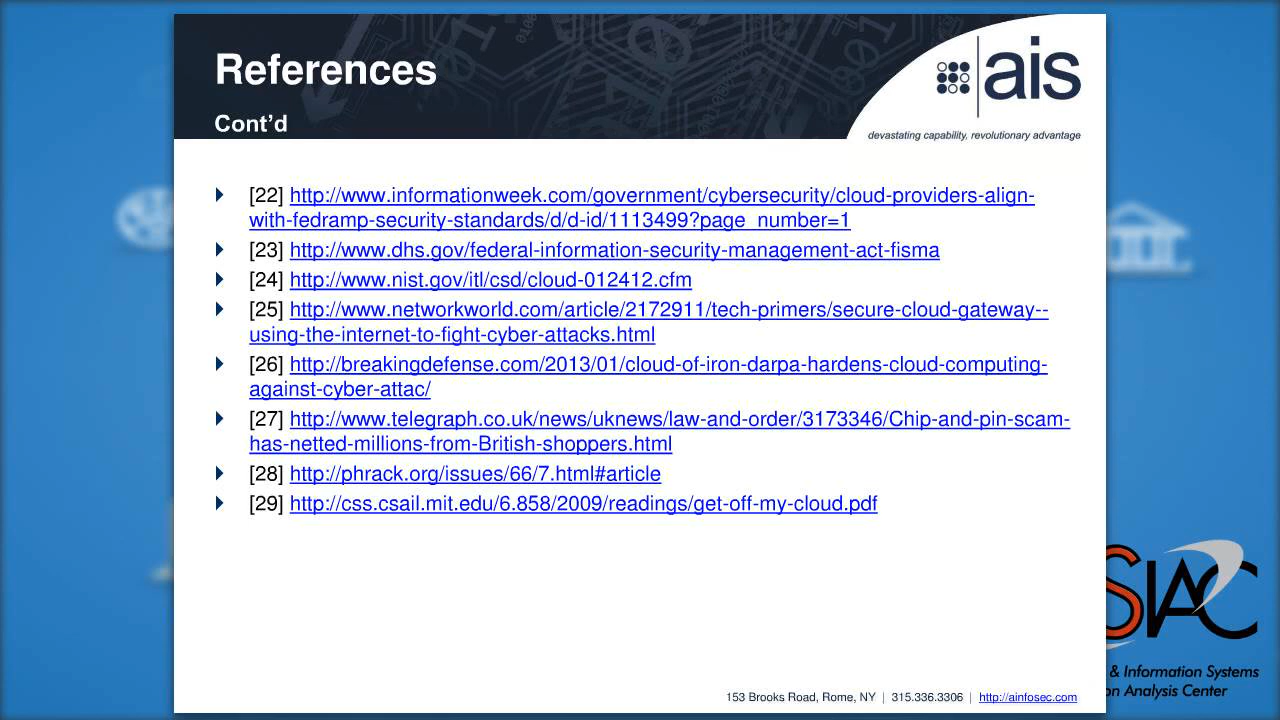 References
Cont'd
ais
devastating capability, revolutionary advantage
[22] http://www.informationweek.com/government/cybersecurity/cloud-providers-align-
with-fedramp-security-standards/d/d-id/1113499?page_number=1
[23] http://www.dhs.gov/federal-information-security-management-act-fisma
[24] http://www.nist.gov/itl/csd/cloud-012412.cfm
[25] http://www.networkworld.com/article/2172911/tech-primers/secure-cloud-gateway--
using-the-internet-to-fight-cyber-attacks.html
[26] http://breakingdefense.com/2013/01/cloud-of-iron-darpa-hardens-cloud-computing-
against-cyber-attac/
[27] http://www.telegraph.co.uk/news/uknews/law-and-order/3173346/Chip-and-pin-scam-
has-netted-millions-from-British-shoppers.html
[28] http://phrack.org/issues/66/7.html#article
[29] http://css.csail.mit.edu/6.858/2009/readings/get-off-my-cloud.pdf
SIAC
& Information Systems
on Analysis Center
153 Brooks Road, Rome, NY | 315.336.3306 | http://ainfosec.com